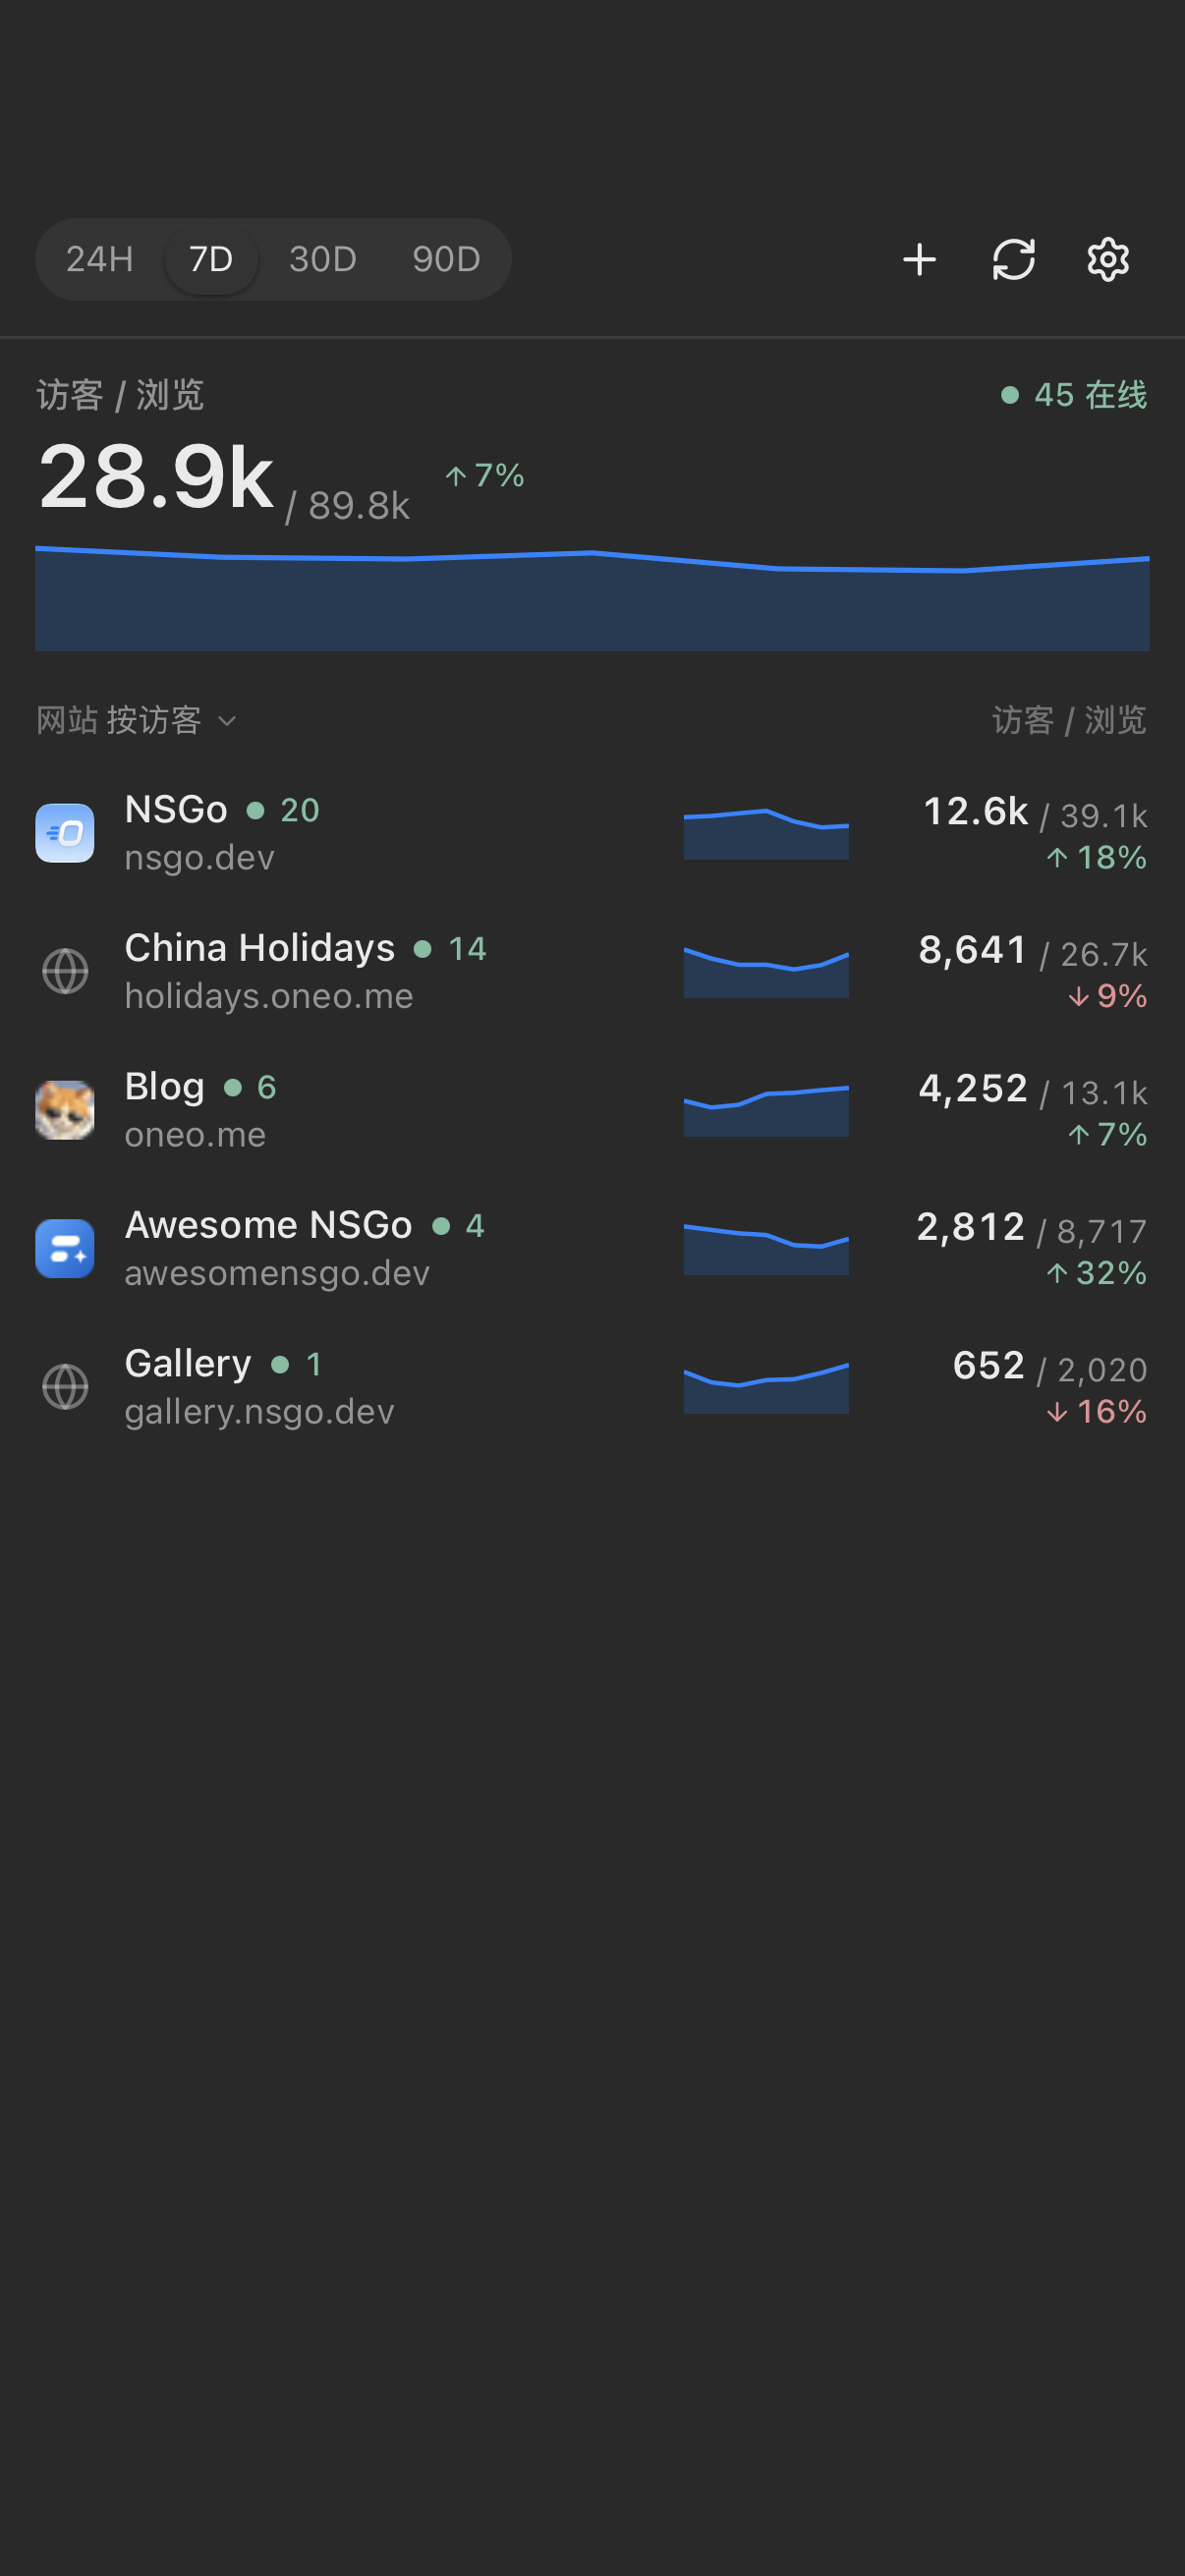 24H 7D 30D 90D
访客 / 浏览
45 在线
28.9k / 89.8k ↑ 7%
网站 按访客
访客 / 浏览
NSGo 20
nsgo.dev
12.6k / 39.1k
↑ 18%
China Holidays 14
holidays.oneo.me
8,641 / 26.7k
↓ 9%
Blog 6
oneo.me
4,252 / 13.1k
↑ 7%
Awesome NSGo 4
awesomensgo.dev
2,812 / 8,717
↑ 32%
Gallery 1
gallery.nsgo.dev
652 / 2,020
↓ 16%